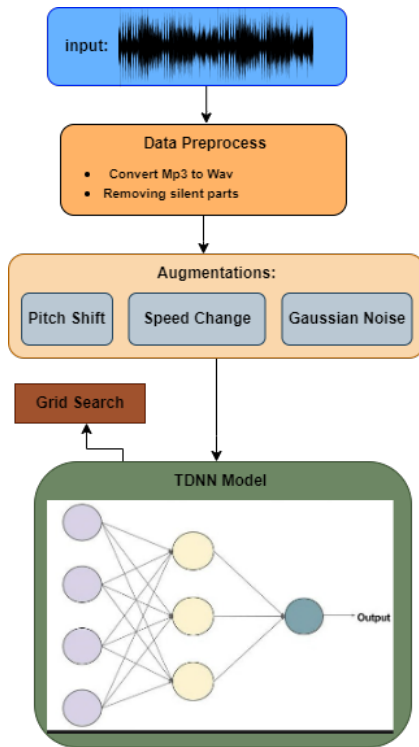 input:
Data Preprocess
• Convert Mp3 to Wav
• Removing silent parts
Augmentations:
Pitch Shift
Speed Change
Gaussian Noise
Grid Search
TDNN Model
Output